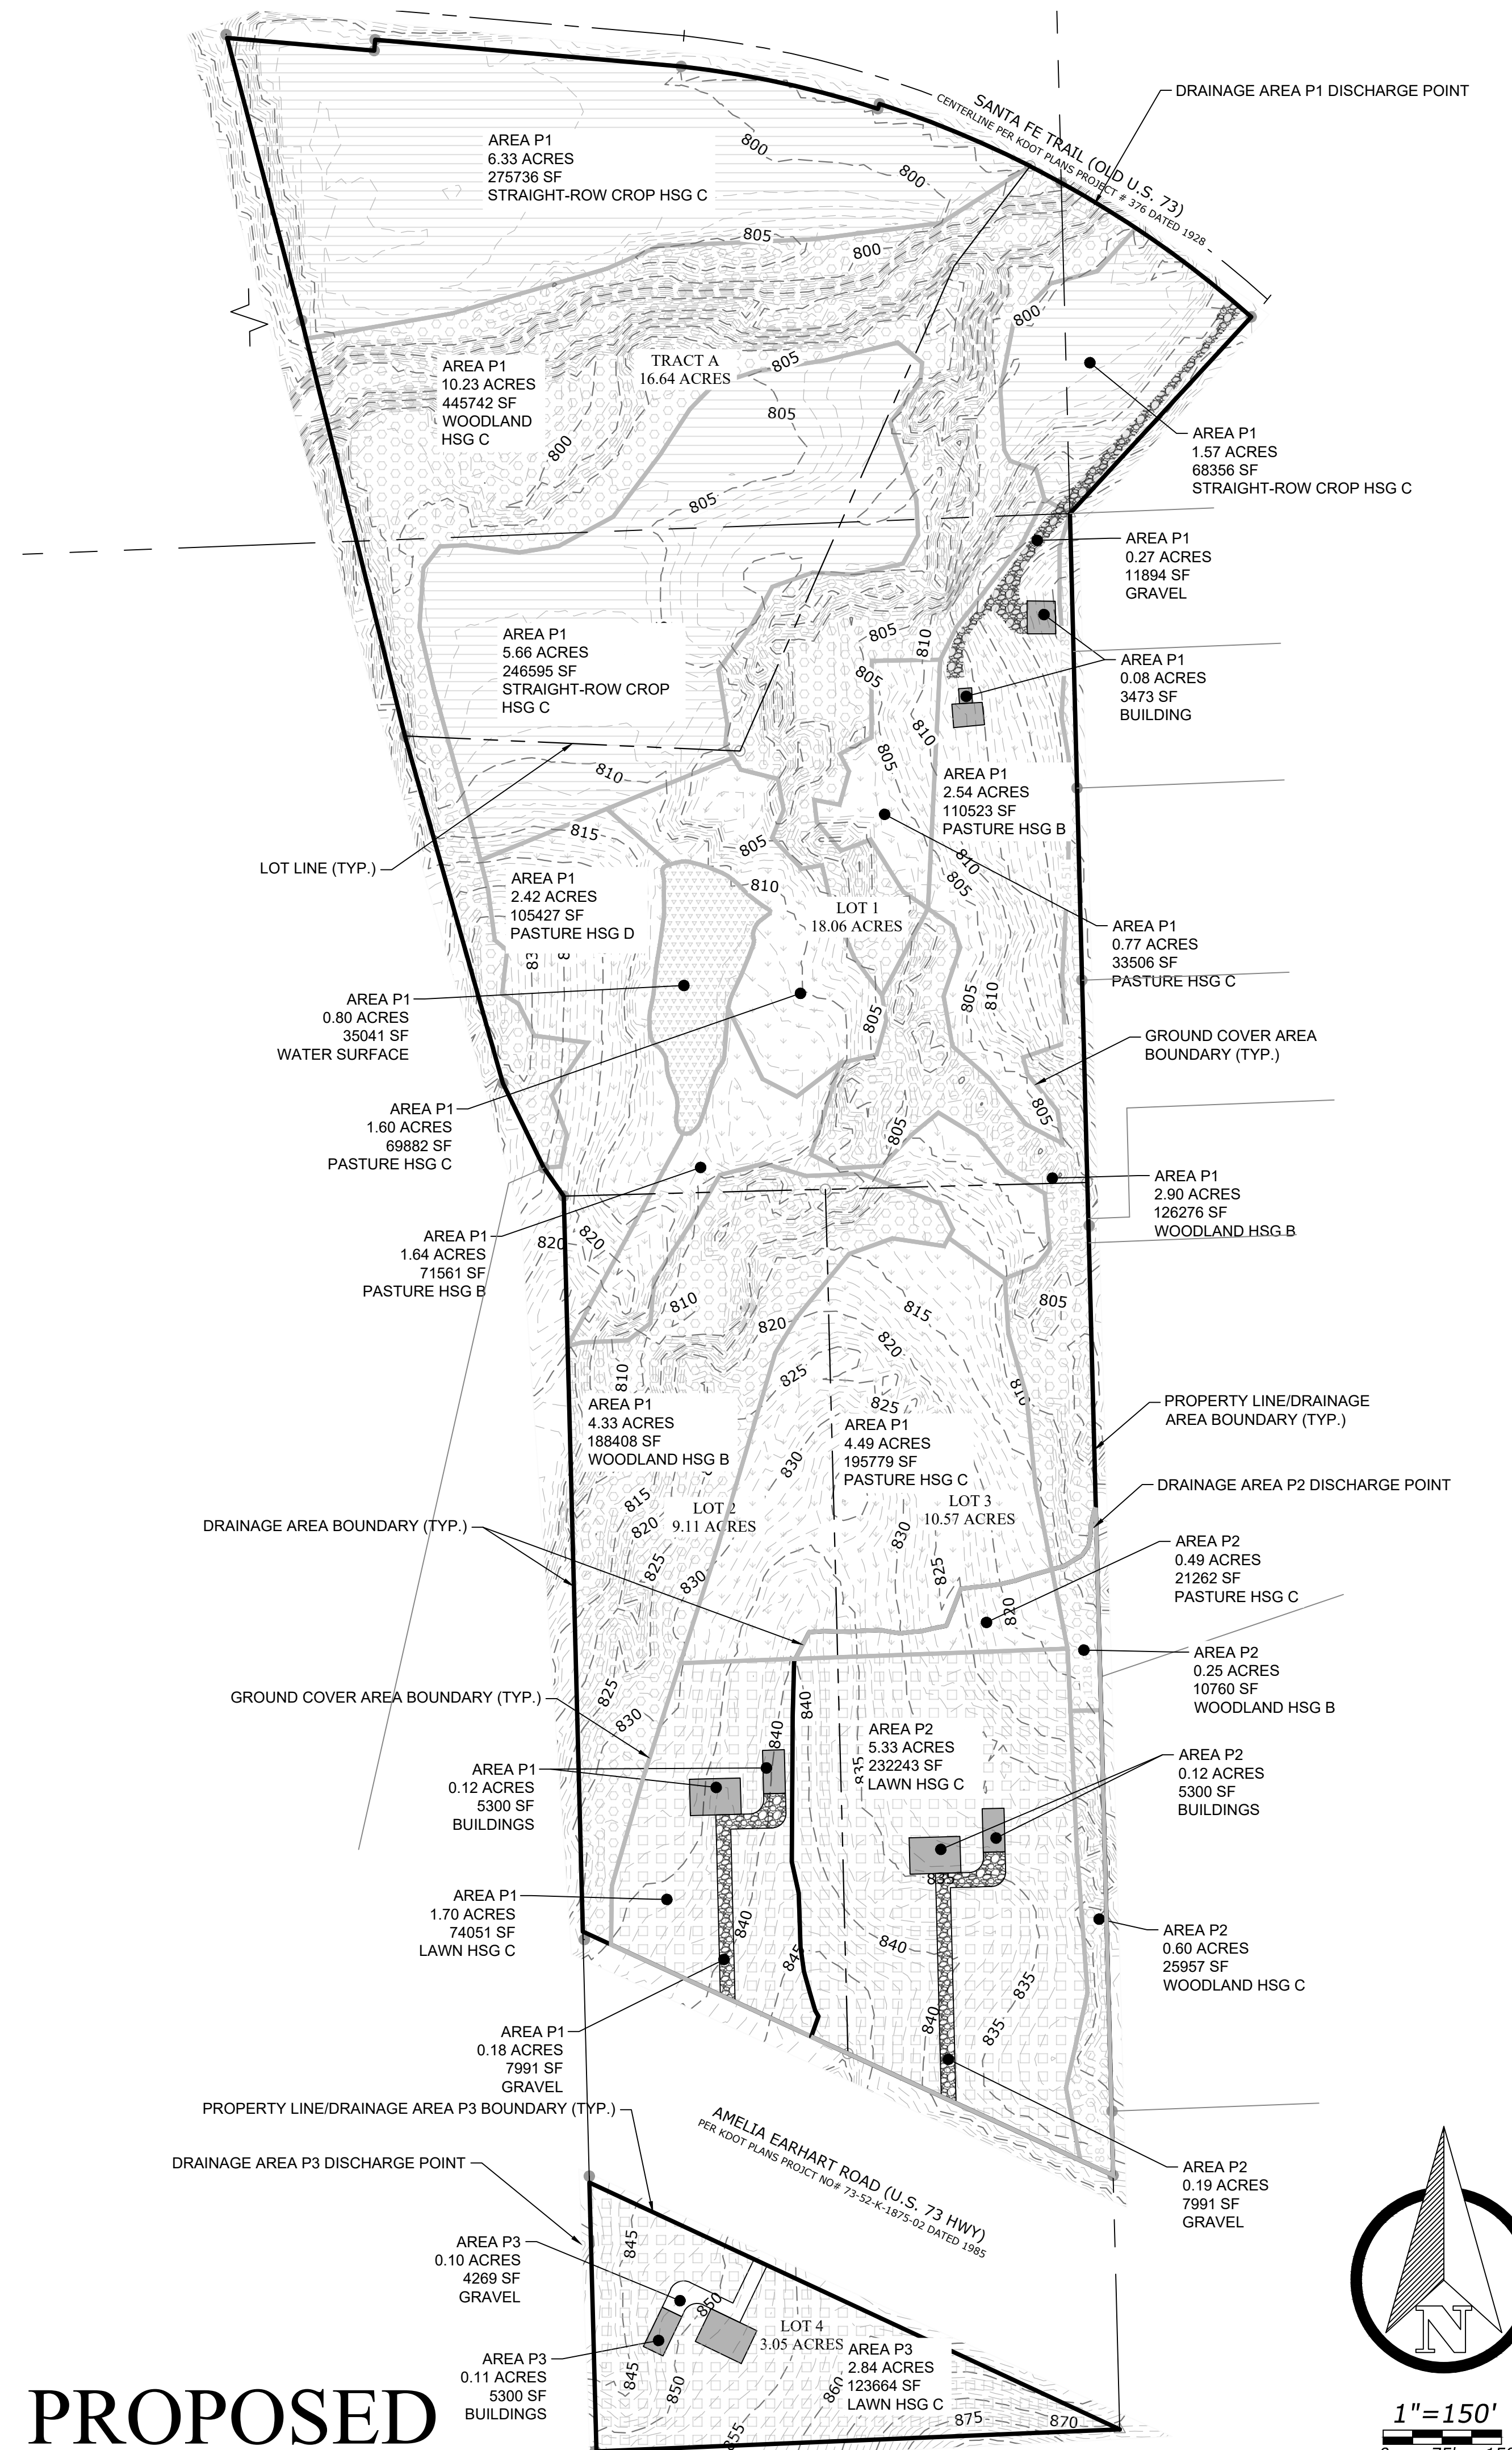 DRAINAGE AREA P1 DISCHARGE POINT
SANTA FE TRAIL (OLD U.S. 73)
CENTERLINE PER KDOT PLANS PROJECT # 376 DATED 1928
AREA P1
6.33 ACRES
275736 SF
STRAIGHT-ROW CROP HSG C
800
800
805
800
800
TRACT A
16.64 ACRES
805
AREA P1
10.23 ACRES
445742 SF
WOODLAND
HSG C
805
800
AREA P1
1.57 ACRES
68356 SF
STRAIGHT-ROW CROP HSG C
805
AREA P1
0.27 ACRES
11894 SF
GRAVEL
AREA P1
5.66 ACRES
246595 SF
STRAIGHT-ROW CROP
HSG C
805
810
805
AREA P1
0.08 ACRES
3473 SF
BUILDING
810
805
810
AREA P1
2.54 ACRES
110523 SF
PASTURE HSG B
815
805
810
805
LOT LINE (TYP.)
AREA P1
2.42 ACRES
105427 SF
PASTURE HSG D
810
LOT 1
18.06 ACRES
AREA P1
0.77 ACRES
33506 SF
PASTURE HSG C
AREA P1
0.80 ACRES
35041 SF
WATER SURFACE
805
805
810
GROUND COVER AREA
BOUNDARY (TYP.)
AREA P1
1.60 ACRES
69882 SF
PASTURE HSG C
805
805
AREA P1
2.90 ACRES
126276 SF
WOODLAND HSG B
AREA P1
1.64 ACRES
71561 SF
PASTURE HSG B
820
820
810
820
815
820
805
825
810
825
810
AREA P1
4.33 ACRES
188408 SF
WOODLAND HSG B
AREA P1
4.49 ACRES
195779 SF
PASTURE HSG C
830
PROPERTY LINE/DRAINAGE
AREA BOUNDARY (TYP.)
DRAINAGE AREA P2 DISCHARGE POINT
815
820
LOT 2
9.11 ACRES
LOT 3
10.57 ACRES
DRAINAGE AREA BOUNDARY (TYP.)
825
830
830
825
820
AREA P2
0.49 ACRES
21262 SF
PASTURE HSG C
AREA P2
0.25 ACRES
10760 SF
WOODLAND HSG B
GROUND COVER AREA BOUNDARY (TYP.)
825
830
840
840
835
AREA P2
5.33 ACRES
232243 SF
LAWN HSG C
AREA P2
0.12 ACRES
5300 SF
BUILDINGS
AREA P1
0.12 ACRES
5300 SF
BUILDINGS
835
AREA P1
1.70 ACRES
74051 SF
LAWN HSG C
840
845
840
835
840
835
AREA P2
0.60 ACRES
25957 SF
WOODLAND HSG C
AREA P1
0.18 ACRES
7991 SF
GRAVEL
PROPERTY LINE/DRAINAGE AREA P3 BOUNDARY (TYP.)
AMELIA EARHART ROAD (U.S. 73 HWY)
PER KDOT PLANS PROJCT NO# 73-52-K-1875-02 DATED 1985
DRAINAGE AREA P3 DISCHARGE POINT
AREA P2
0.19 ACRES
7991 SF
GRAVEL
AREA P3
0.10 ACRES
4269 SF
GRAVEL
845
850
LOT 4
3.05 ACRES
AREA P3
0.11 ACRES
5300 SF
BUILDINGS
845
850
855
860
AREA P3
2.84 ACRES
123664 SF
LAWN HSG C
875
870
PROPOSED
N
1"=150'